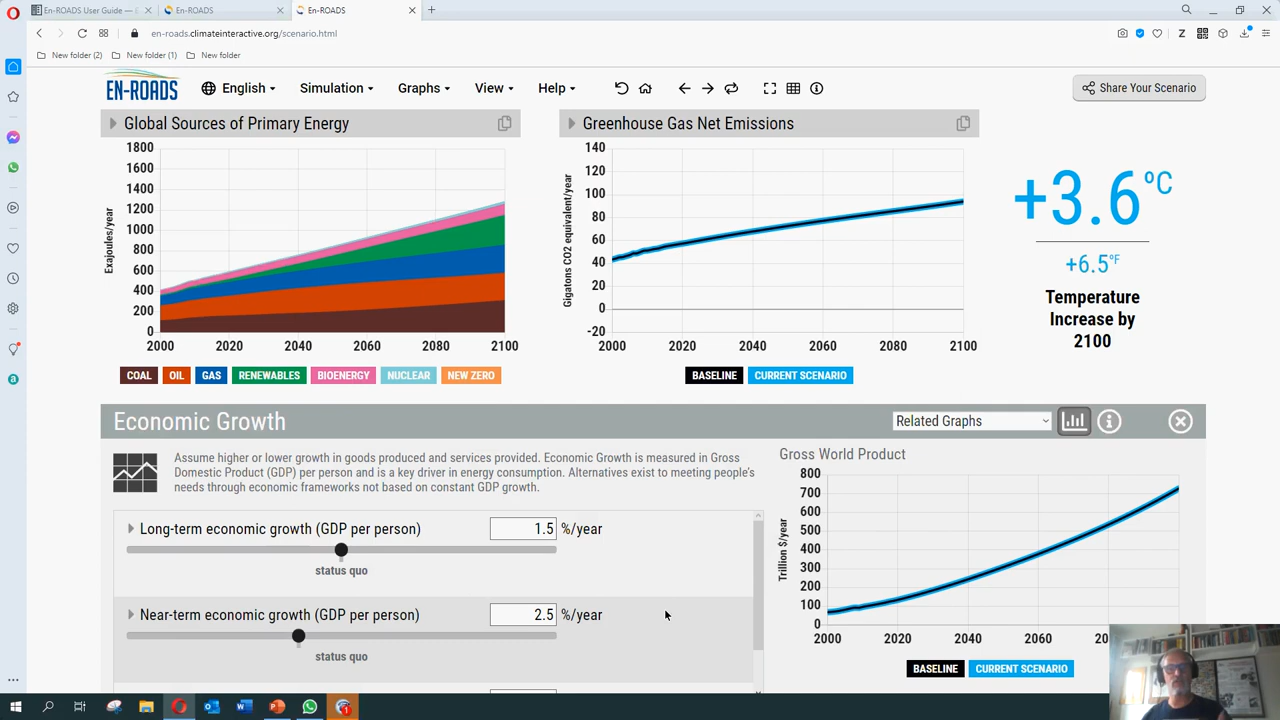 En-ROADS User Guide —
En-ROADS
En-ROADS
en-roads.climateinteractive.org/scenario.html
New folder (2)
New folder (1)
New folder
EN-ROADS
English
Simulation
Graphs
View
Help
Share Your Scenario
Global Sources of Primary Energy
1800
1600
1400
1200
1000
800
600
400
200
0
Exajoules/year
2000
2020
2040
2060
2080
2100
COAL
OIL
GAS
RENEWABLES
BIOENERGY
NUCLEAR
NEW ZERO
Greenhouse Gas Net Emissions
140
120
100
80
60
40
20
0
-20
Gigatons CO2 equivalent/year
2000
2020
2040
2060
2080
2100
BASELINE
CURRENT SCENARIO
+3.6 ºC
+6.5 ºF
Temperature
Increase by
2100
Economic Growth
Related Graphs
Assume higher or lower growth in goods produced and services provided. Economic Growth is measured in Gross
Domestic Product (GDP) per person and is a key driver in energy consumption. Alternatives exist to meeting people's
needs through economic frameworks not based on constant GDP growth.
Long-term economic growth (GDP per person)
1.5 %/year
status quo
Near-term economic growth (GDP per person)
2.5 %/year
status quo
Gross World Product
800
700
600
500
400
300
200
100
0
Trillion $/year
2000
2020
2040
2060
BASELINE
CURRENT SCENARIO